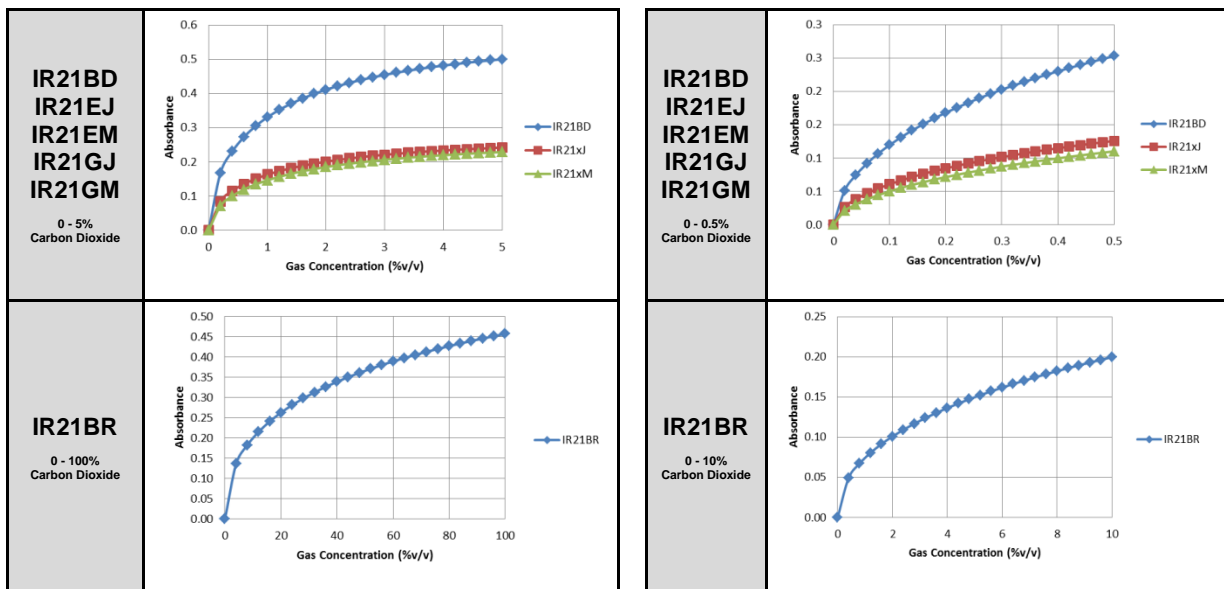 IR21BD
IR21EJ
IR21EM
IR21GJ
IR21GM
0 - 5%
Carbon Dioxide
0.6
0.5
0.4
0.3
0.2
0.1
0.0
Absorbance
0 1 2 3 4 5
Gas Concentration (%v/v)
IR21BD
IR21xJ
IR21xM
IR21BD
IR21EJ
IR21EM
IR21GJ
IR21GM
0 - 0.5%
Carbon Dioxide
0.3
0.3
0.2
0.2
0.1
0.1
0.0
Absorbance
0 0.1 0.2 0.3 0.4 0.5
Gas Concentration (%v/v)
IR21BD
IR21xJ
IR21xM
IR21BR
0 - 100%
Carbon Dioxide
0.50
0.45
0.40
0.35
0.30
0.25
0.20
0.15
0.10
0.05
0.00
Absorbance
0 20 40 60 80 100
Gas Concentration (%v/v)
IR21BR
IR21BR
0 - 10%
Carbon Dioxide
0.25
0.20
0.15
0.10
0.05
0.00
Absorbance
0 2 4 6 8 10
Gas Concentration (%v/v)
IR21BR